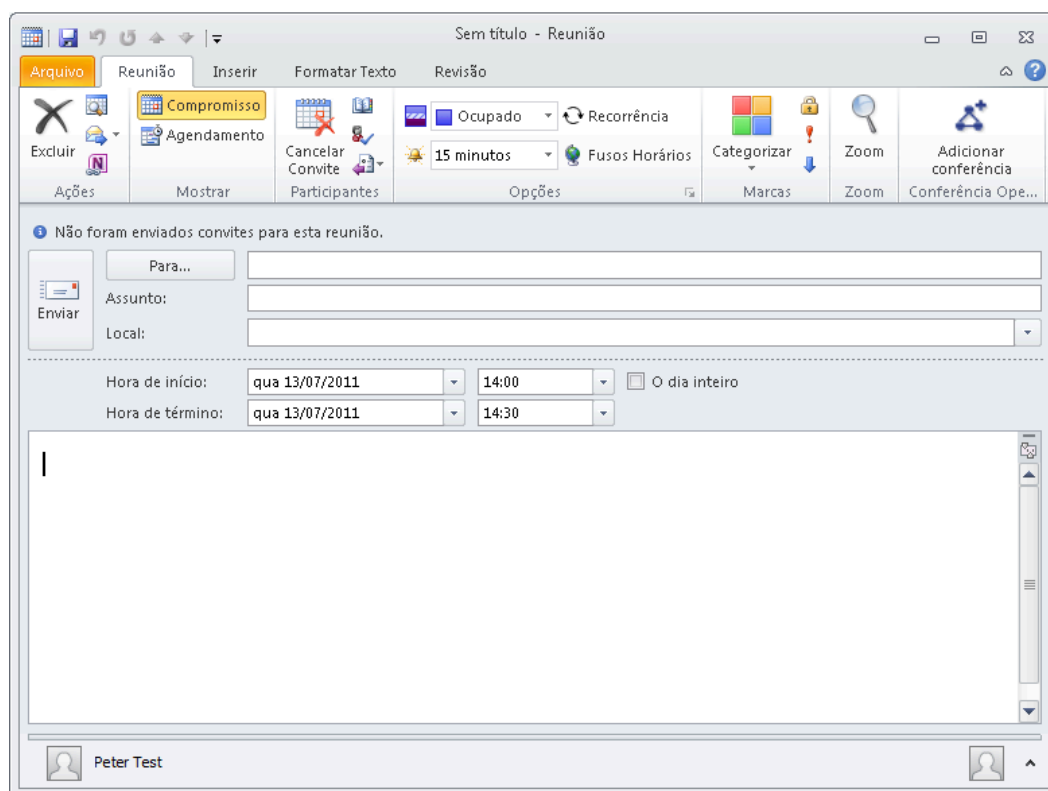 Sem título - Reunião
Arquivo Reunião Inserir Formatar Texto Revisão
Excluir
Ações
Compromisso
Agendamento
Mostrar
Cancelar
Convite
Participantes
Ocupado Recorrência
15 minutos Fusos Horários
Opções
Categorizar
Marcas
Zoom
Zoom
Adicionar
conferência
Conferência Ope...
Não foram enviados convites para esta reunião.
Enviar
Para...
Assunto:
Local:
Hora de início: qua 13/07/2011 14:00 O dia inteiro
Hora de término: qua 13/07/2011 14:30
Peter Test